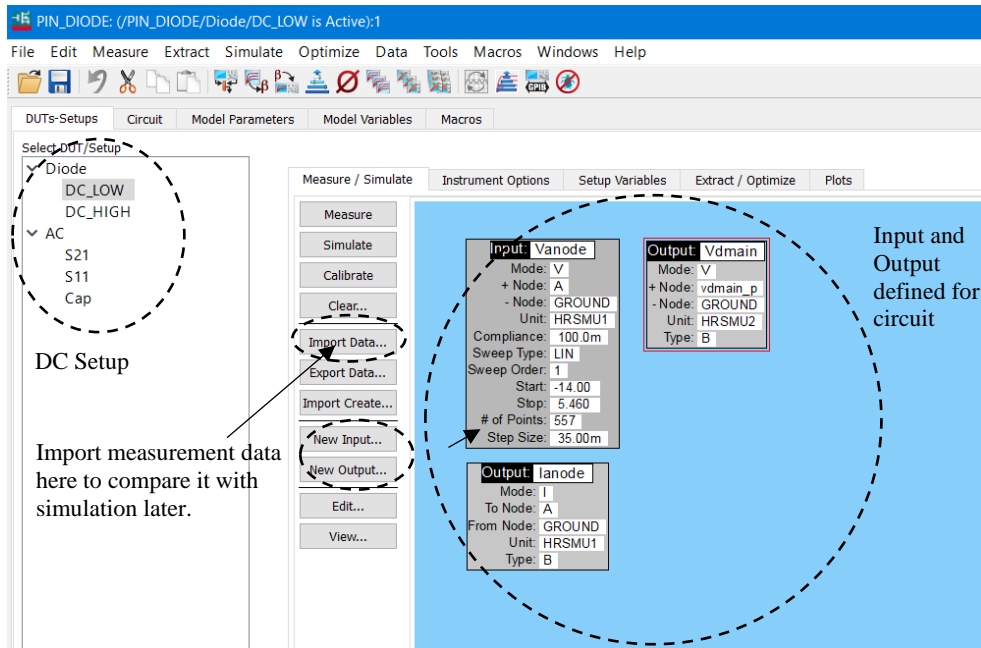 PIN_DIODE: (/PIN_DIODE/Diode/DC_LOW is Active):1
File Edit Measure Extract Simulate Optimize Data Tools Macros Windows Help
DUTs-Setups Circuit Model Parameters Model Variables Macros
Select DUT/Setup
Diode
DC_LOW
DC_HIGH
AC
S21
S11
Cap
DC Setup
Import measurement data
here to compare it with
simulation later.
Measure / Simulate Instrument Options Setup Variables Extract / Optimize Plots
Measure
Simulate
Calibrate
Clear...
Import Data...
Export Data...
Import Create...
New Input...
New Output...
Edit...
View...
Input: Vanode
Mode: V
+ Node: A
- Node: GROUND
Unit: HRSMU1
Compliance: 100.0m
Sweep Type: LIN
Sweep Order: 1
Start: -14.00
Stop: 5.460
# of Points: 557
Step Size: 35.00m
Output: Vdmain
Mode: V
+ Node: vdmain_p
- Node: GROUND
Unit: HRSMU2
Type: B
Output: Ianode
Mode: I
To Node: A
From Node: GROUND
Unit: HRSMU1
Type: B
Input and
Output
defined for
circuit
GPIB